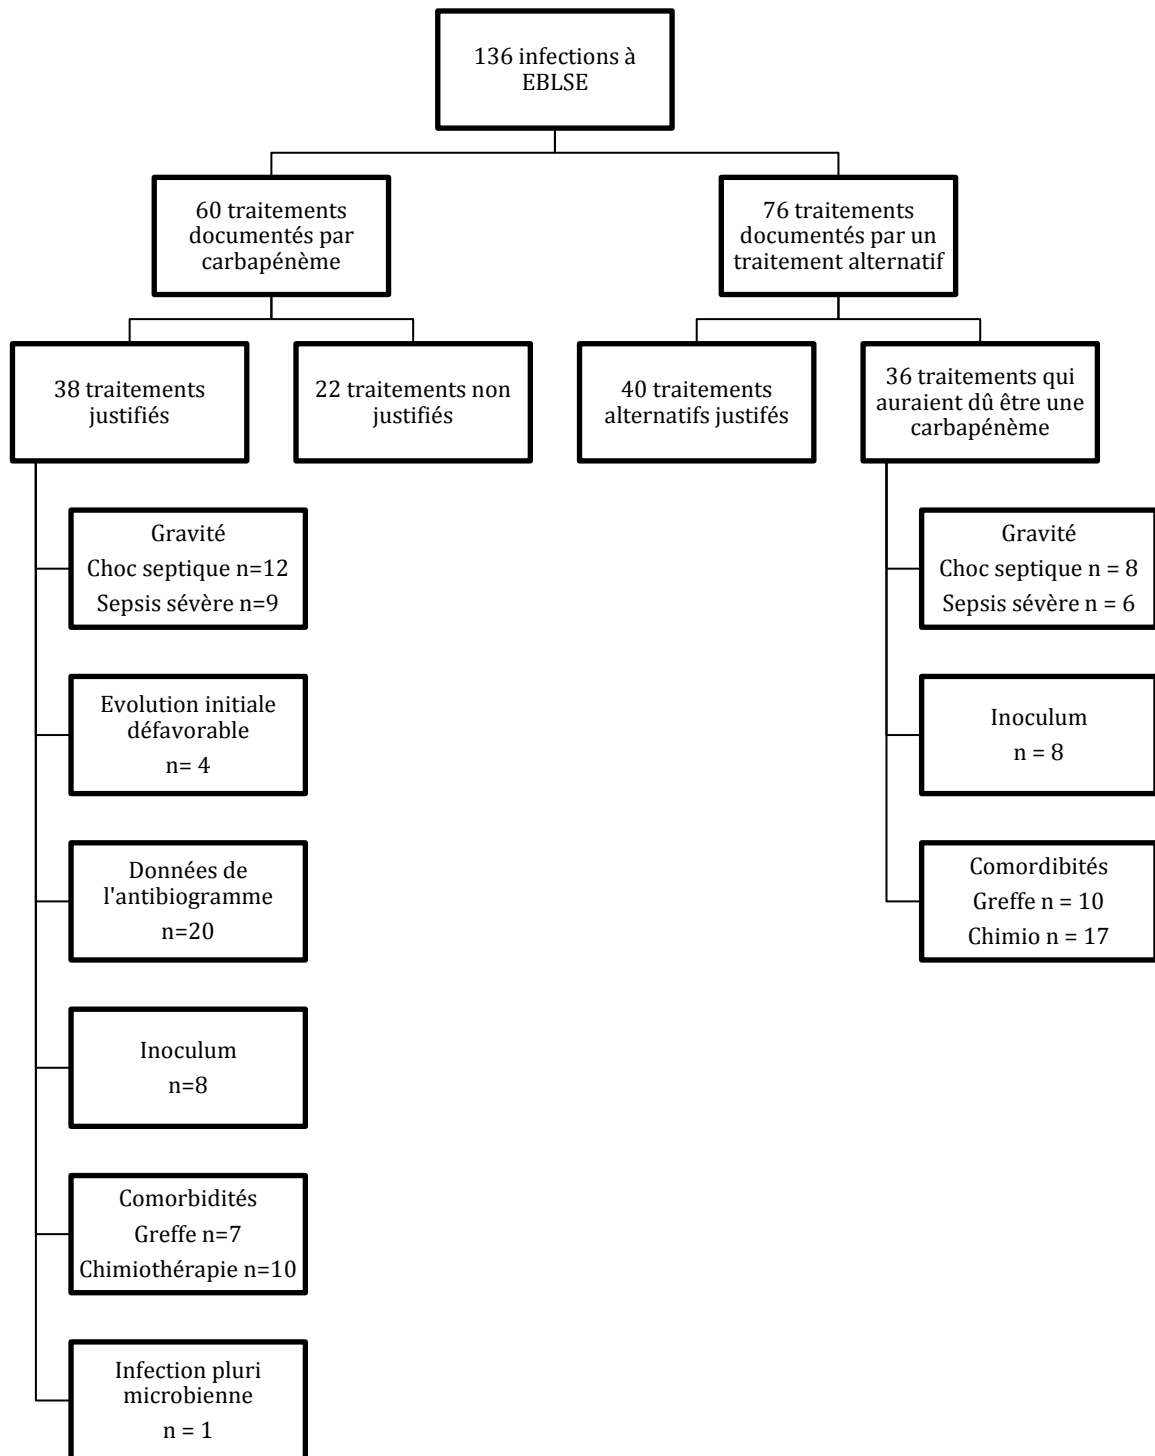 136 infections à
EBLSE
60 traitements
documentés par
carbapénème
76 traitements
documentés par un
traitement alternatif
38 traitements
justifiés
22 traitements non
justifiés
40 traitements
alternatifs justifés
36 traitements qui
auraient dû être une
carbapénème
Gravité
Choc septique n=12
Sepsis sévère n=9
Evolution initiale
défavorable
n= 4
Données de
l'antibiogramme
n=20
Inoculum
n=8
Comorbidités
Greffe n=7
Chimiothérapie n=10
Infection pluri
microbienne
n = 1
Gravité
Choc septique n = 8
Sepsis sévère n = 6
Inoculum
n = 8
Comordibités
Greffe n = 10
Chimio n = 17